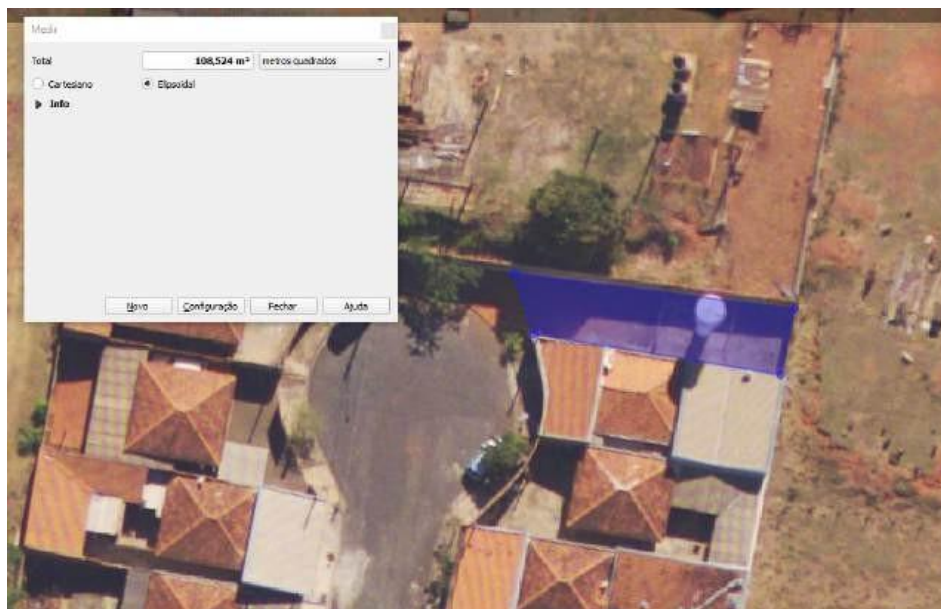 Medir
Total 108,524 m² metros quadrados
Cartesiano Elipsoidal
Info
Novo Configuração Fechar Ajuda